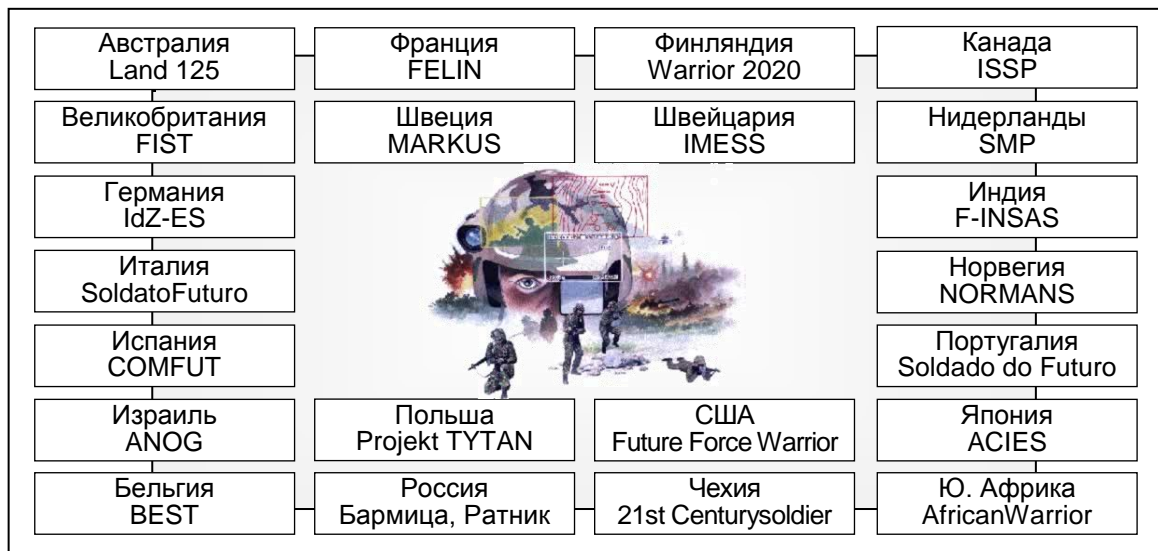 Австралия
Land 125
Франция
FELIN
Финляндия
Warrior 2020
Канада
ISSP
Великобритания
FIST
Швеция
MARKUS
Швейцария
IMESS
Нидерланды
SMP
Германия
IdZ-ES
Индия
F-INSAS
Италия
SoldatoFuturo
Норвегия
NORMANS
Испания
COMFUT
Португалия
Soldado do Futuro
Израиль
ANOG
Польша
Projekt TYTAN
США
Future Force Warrior
Япония
ACIES
Бельгия
BEST
Россия
Бармица, Ратник
Чехия
21st Centurysoldier
Ю. Африка
AfricanWarrior